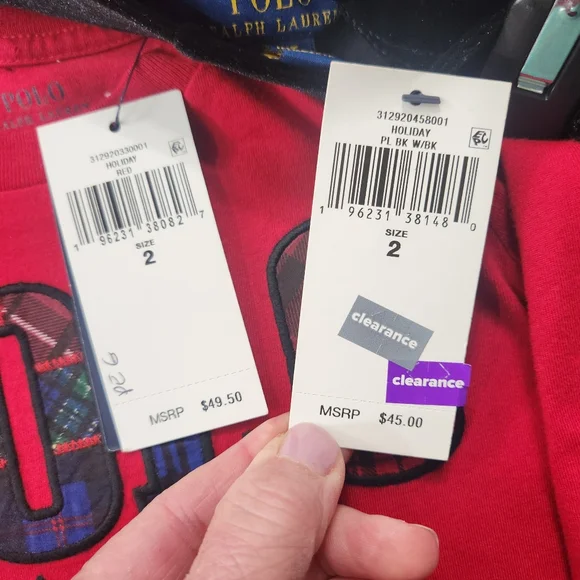 POLO
RALPH LAUREN
POLO
312920330001
HOLIDAY
RED
1 96231 38082 7
SIZE
2
MSRP $49.50
312920458001
HOLIDAY
PL BK W/BK
1 96231 38148 0
SIZE
2
clearance
clearance
MSRP $45.00